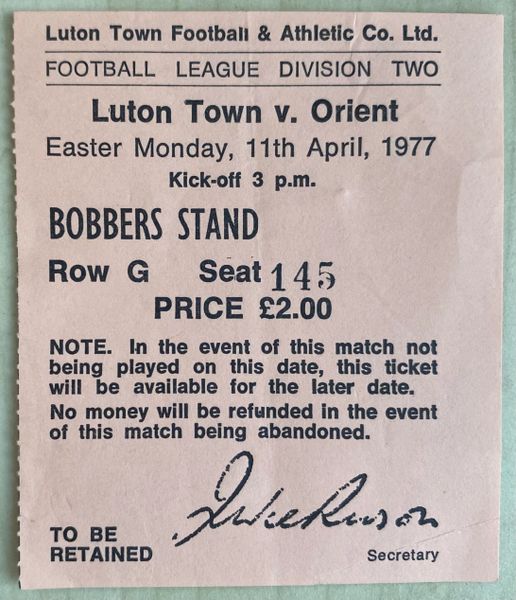 Luton Town Football & Athletic Co. Ltd.
FOOTBALL LEAGUE DIVISION TWO
Luton Town v. Orient
Easter Monday, 11th April, 1977
Kick-off 3 p.m.
BOBBERS STAND
Row G Seat 145
PRICE £2.00
NOTE. In the event of this match not
being played on this date, this ticket
will be available for the later date.
No money will be refunded in the event
of this match being abandoned.
TO BE
RETAINED
Secretary